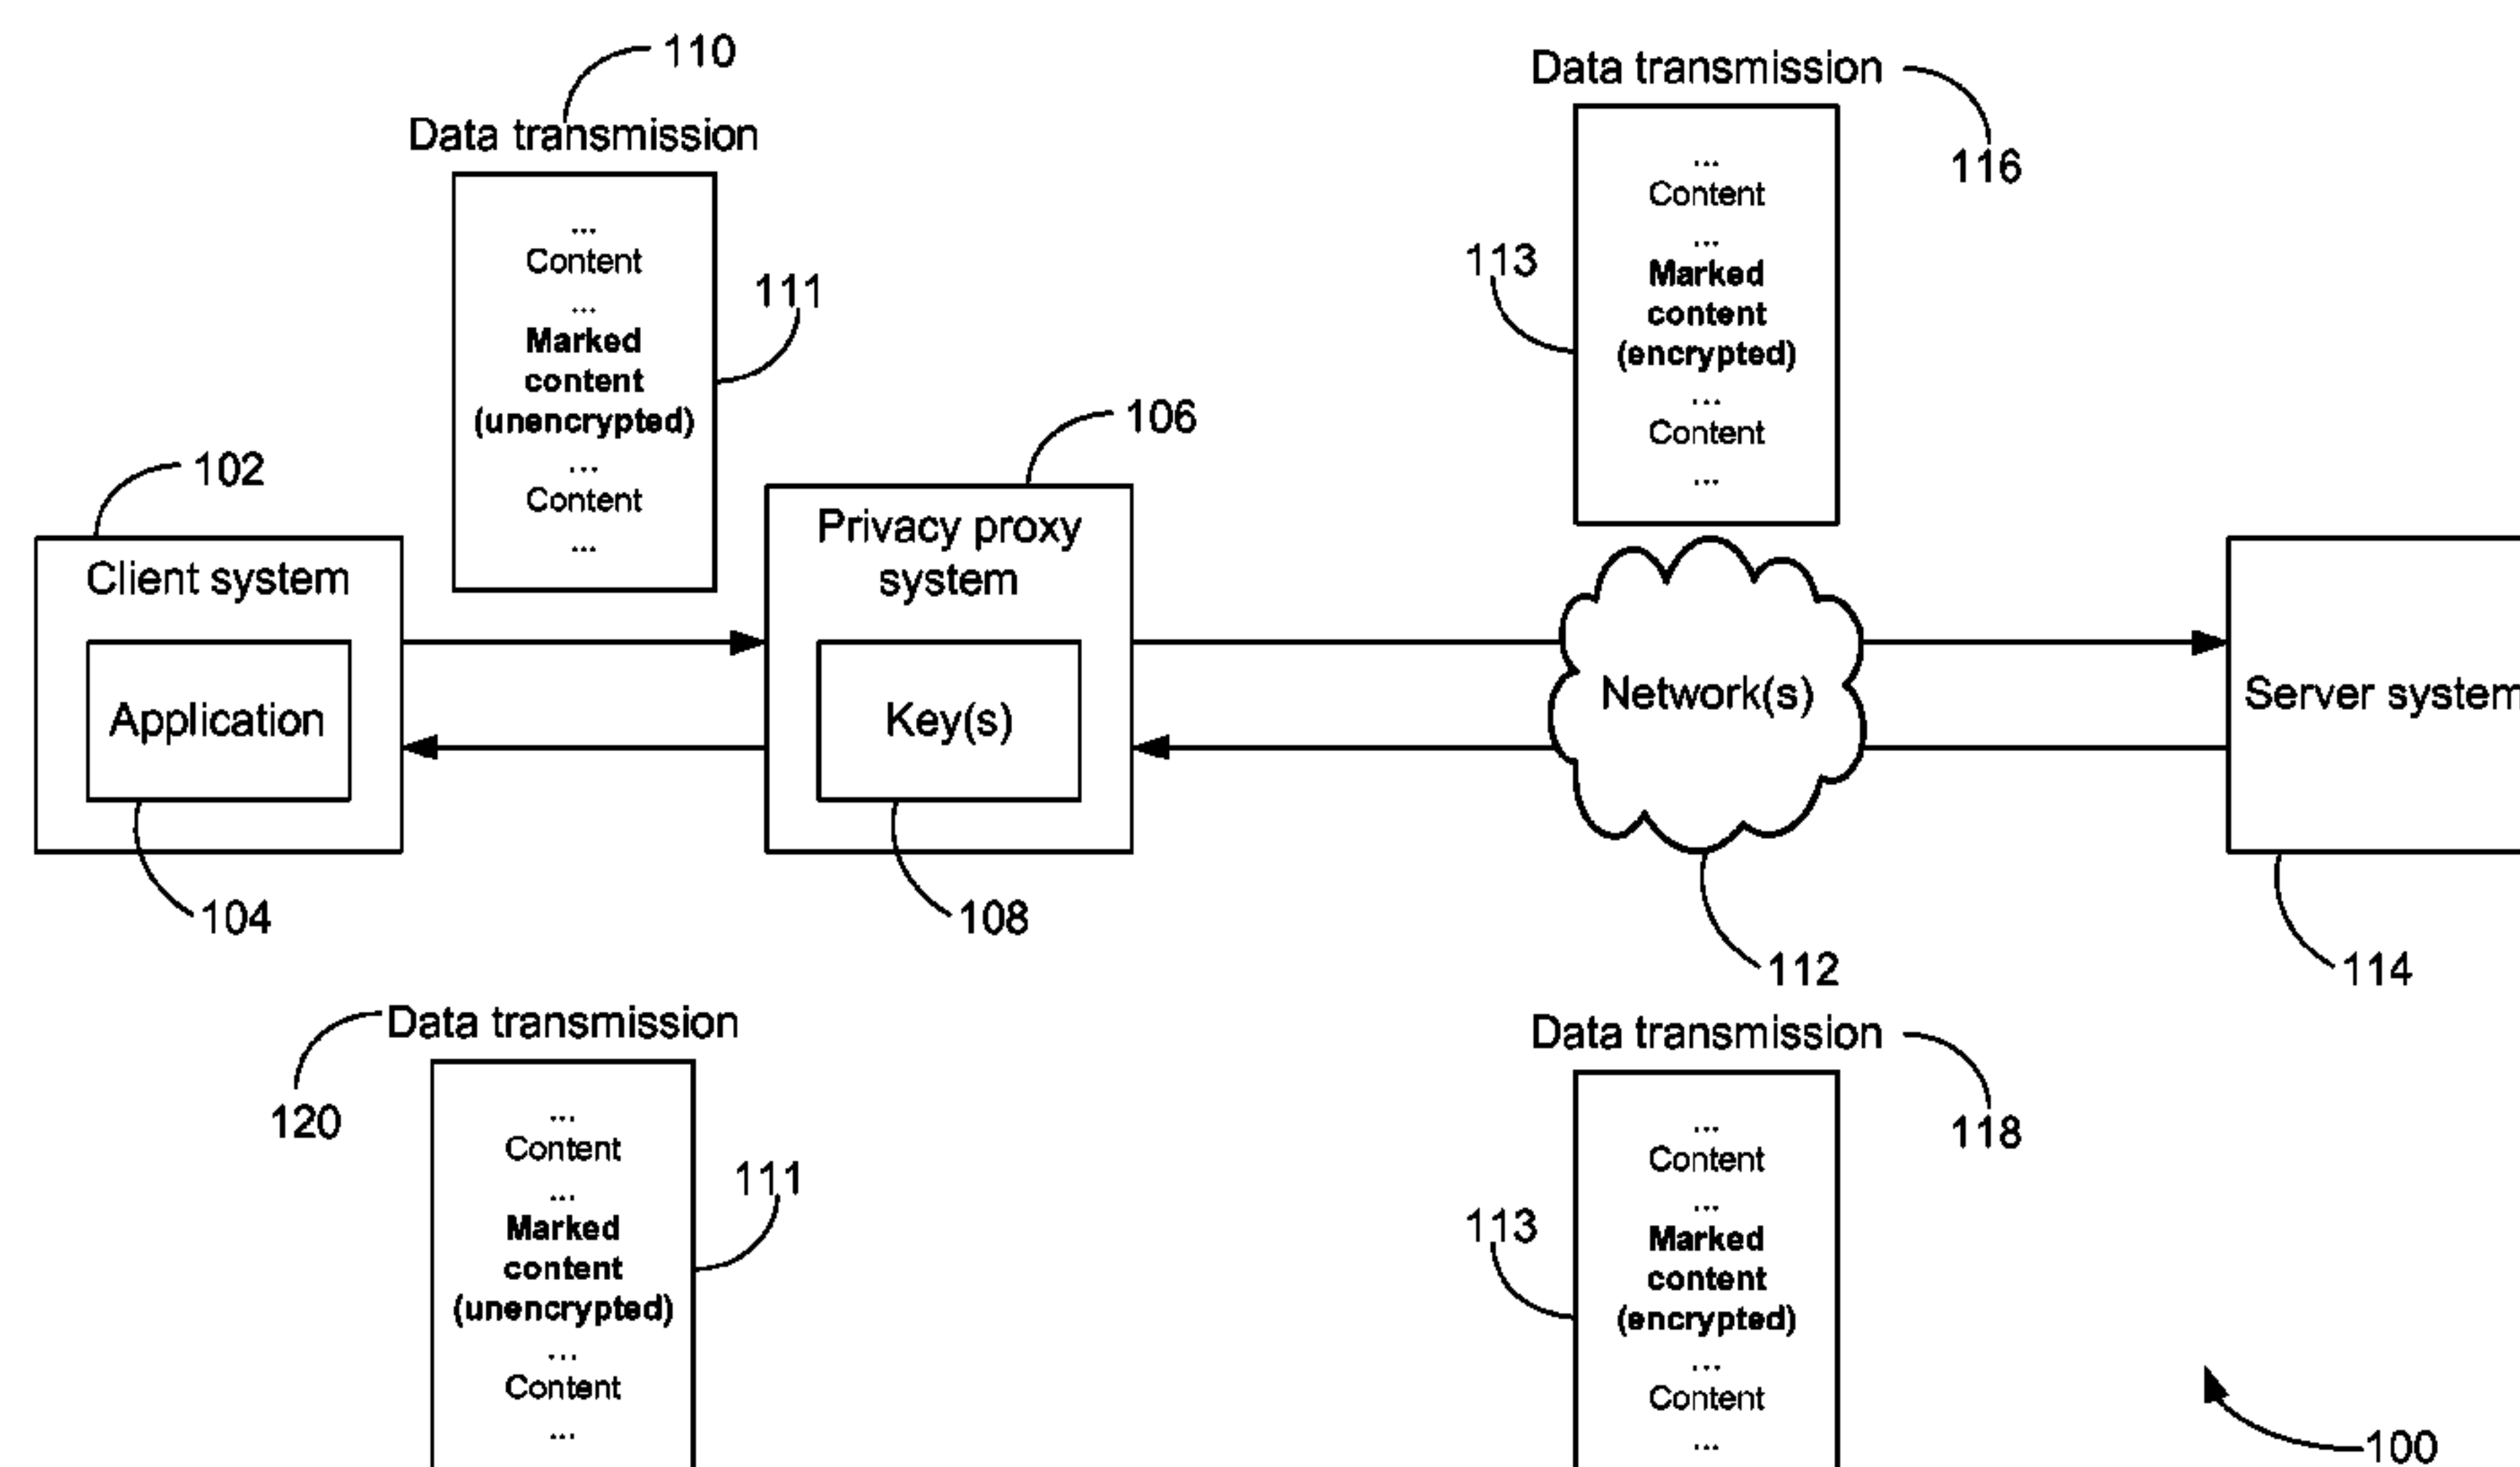 110
Data transmission
...
Content
...
Marked
content
(unencrypted)
...
Content
...
111
Data transmission
116
...
Content
...
Marked
content
(encrypted)
...
Content
...
113
102
Client system
Application
104
106
Privacy proxy
system
Key(s)
108
Network(s)
112
Server system
114
Data transmission
120
...
Content
...
Marked
content
(unencrypted)
...
Content
...
111
Data transmission
118
...
Content
...
Marked
content
(encrypted)
...
Content
...
113
100